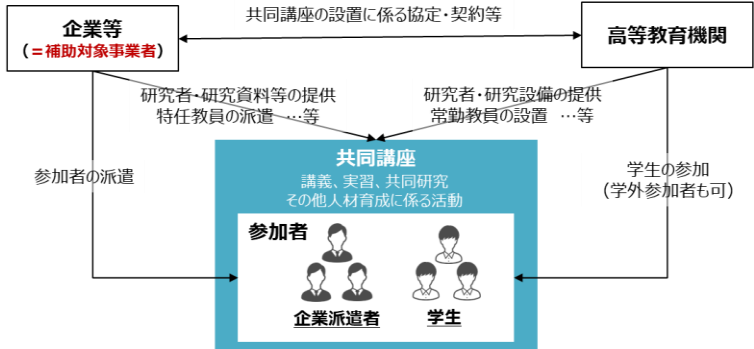 企業等
（＝補助対象事業者）
共同講座の設置に係る協定・契約等
高等教育機関
研究者・研究資料等の提供
特任教員の派遣　…等
研究者・研究設備の提供
常勤教員の設置　…等
参加者の派遣
学生の参加
（学外参加者も可）
共同講座
講義、実習、共同研究
その他人材育成に係る活動
参加者
企業派遣者
学生